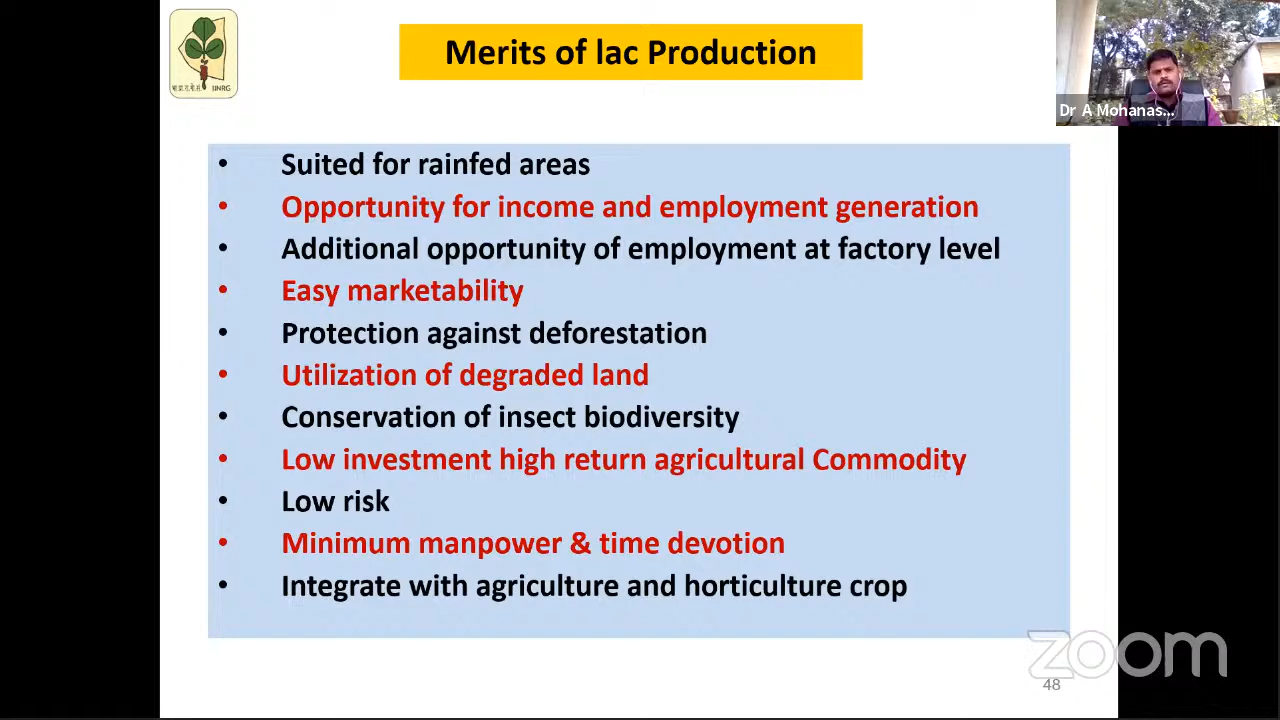 Merits of lac Production
IINRG
Dr A Mohanas...
• Suited for rainfed areas
• Opportunity for income and employment generation
• Additional opportunity of employment at factory level
• Easy marketability
• Protection against deforestation
• Utilization of degraded land
• Conservation of insect biodiversity
• Low investment high return agricultural Commodity
• Low risk
• Minimum manpower & time devotion
• Integrate with agriculture and horticulture crop
zoom
48